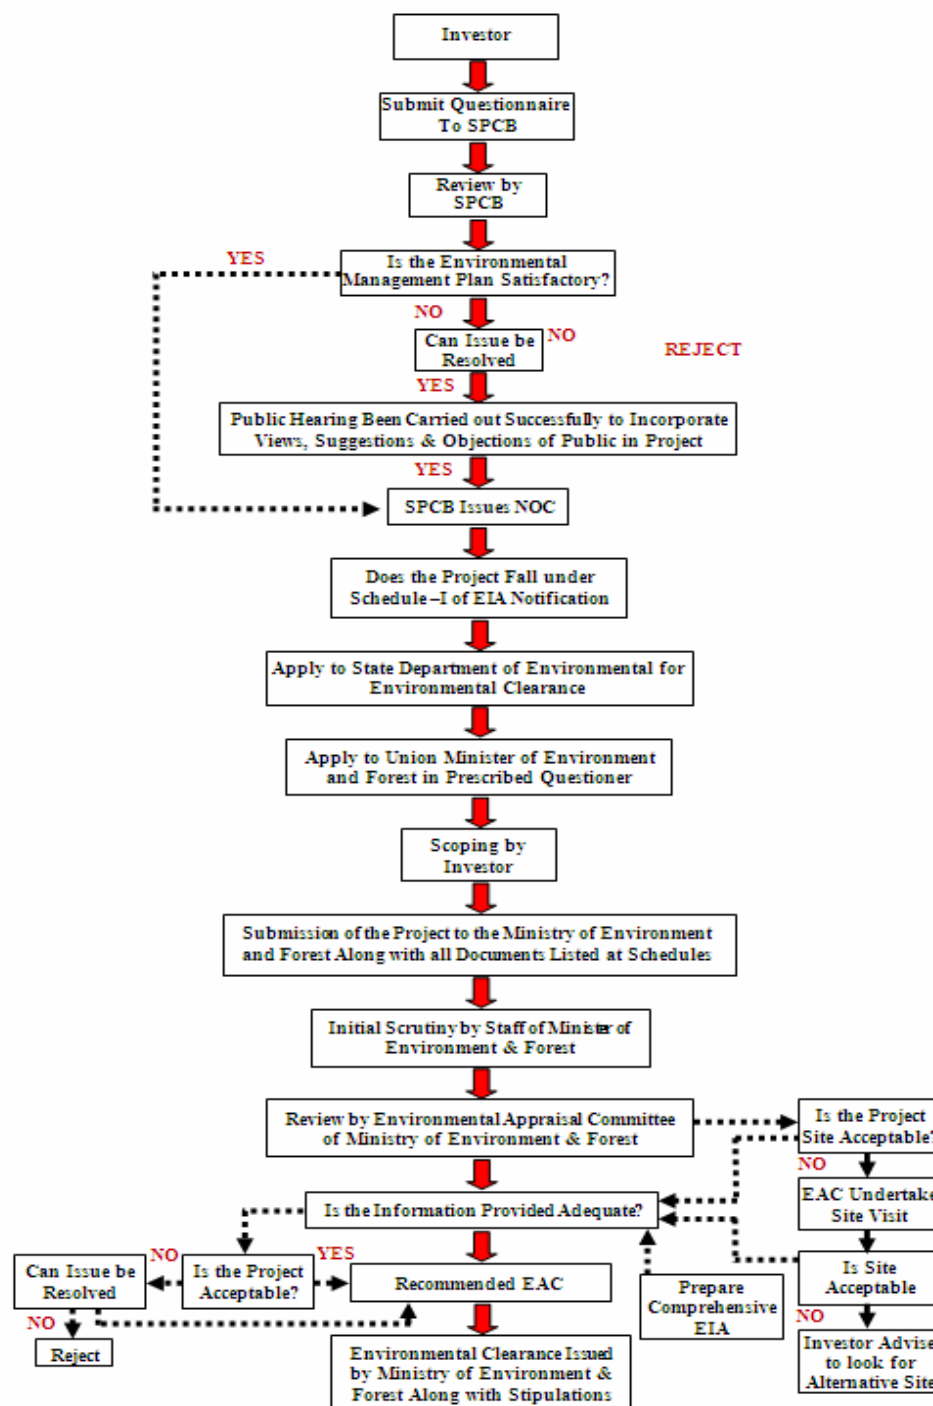 Investor
Submit Questionnaire
To SPCB
Review by
SPCB
YES
Is the Environmental
Management Plan Satisfactory?
NO
Can Issue be
Resolved
NO
REJECT
YES
Public Hearing Been Carried out Successfully to Incorporate
Views, Suggestions & Objections of Public in Project
YES
SPCB Issues NOC
Does the Project Fall under
Schedule –I of EIA Notification
Apply to State Department of Environmental for
Environmental Clearance
Apply to Union Minister of Environment
and Forest in Prescribed Questioner
Scoping by
Investor
Submission of the Project to the Ministry of Environment
and Forest Along with all Documents Listed at Schedules
Initial Scrutiny by Staff of Minister of
Environment & Forest
Review by Environmental Appraisal Committee
of Ministry of Environment & Forest
Is the Project
Site Acceptable?
NO
EAC Undertake
Site Visit
Is the Information Provided Adequate?
Is Site
Acceptable
NO
Investor Advise
to look for
Alternative Site
Prepare
Comprehensive
EIA
Can Issue be
Resolved
NO
Is the Project
Acceptable?
YES
Recommended EAC
NO
Reject
Environmental Clearance Issued
by Ministry of Environment &
Forest Along with Stipulations